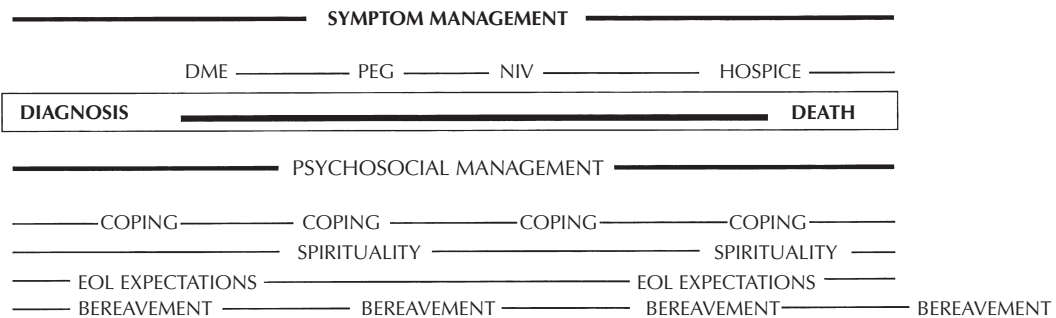 SYMPTOM MANAGEMENT
DME PEG NIV HOSPICE
DIAGNOSIS DEATH
PSYCHOSOCIAL MANAGEMENT
COPING COPING COPING COPING
SPIRITUALITY SPIRITUALITY
EOL EXPECTATIONS EOL EXPECTATIONS
BEREAVEMENT BEREAVEMENT BEREAVEMENT BEREAVEMENT